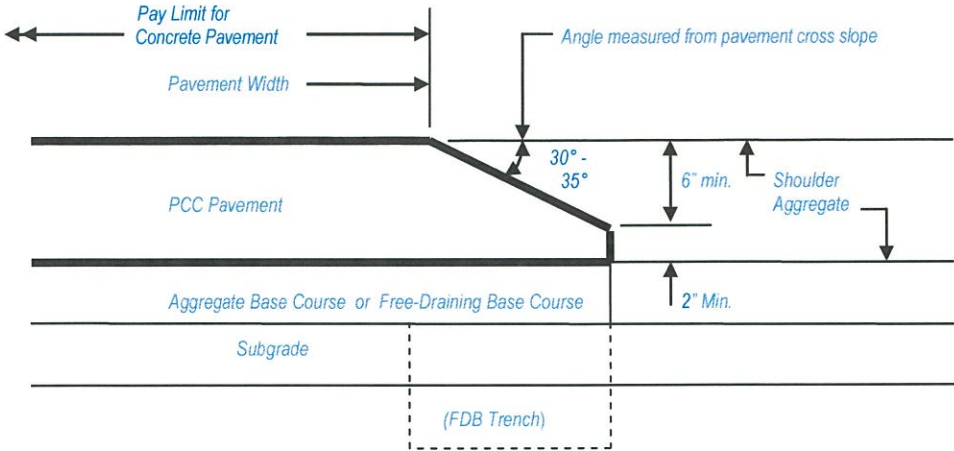 Pay Limit for
Concrete Pavement
Angle measured from pavement cross slope
Pavement Width
30° -
35°
6" min.
Shoulder
Aggregate
PCC Pavement
Aggregate Base Course or Free-Draining Base Course
2" Min.
Subgrade
(FDB Trench)